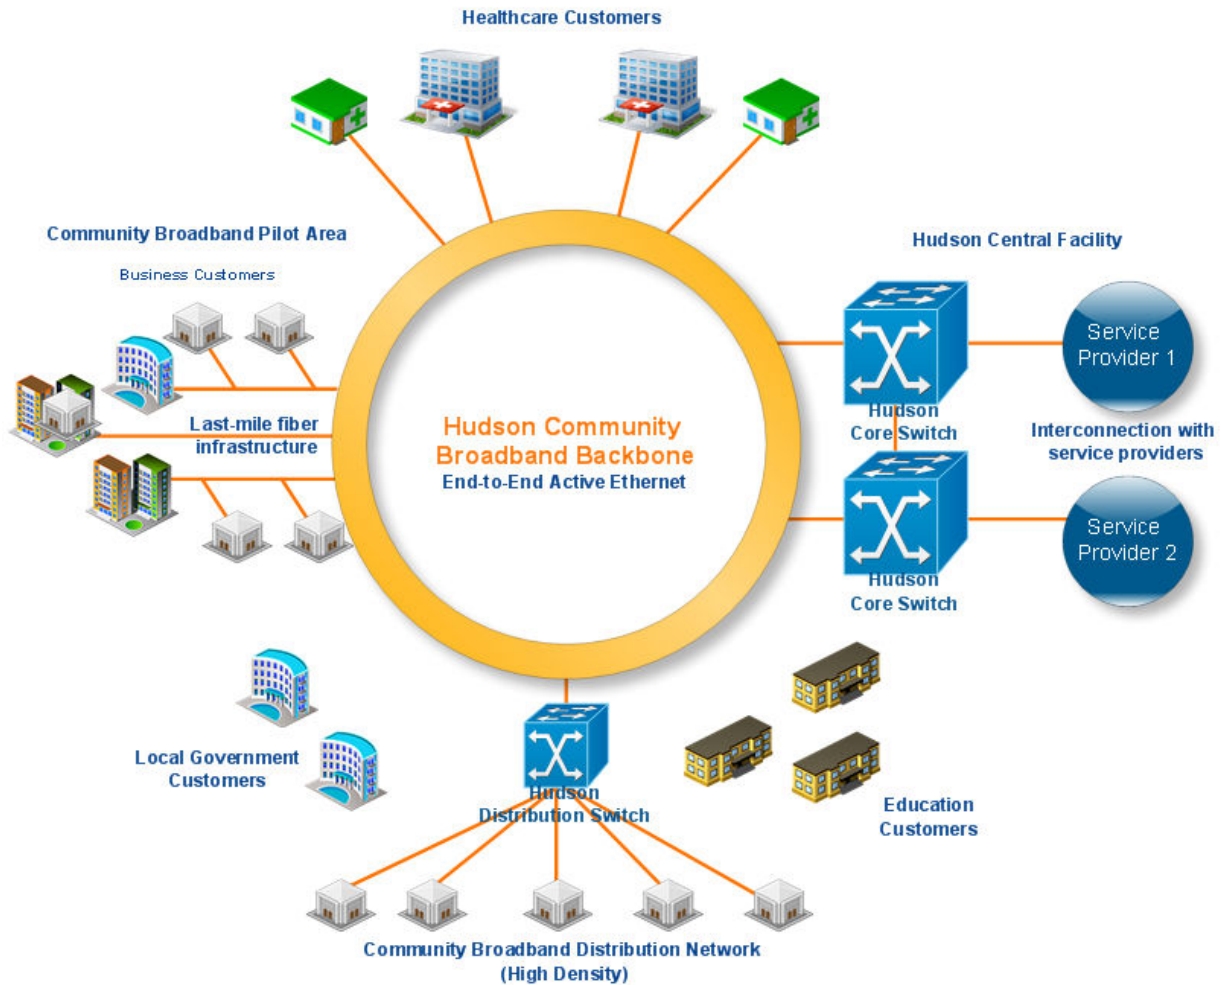 Healthcare Customers
Community Broadband Pilot Area
Business Customers
Hudson Central Facility
Service
Provider 1
Last-mile fiber
infrastructure
Hudson Community
Broadband Backbone
End-to-End Active Ethernet
Hudson
Core Switch
Interconnection with
service providers
Service
Provider 2
Hudson
Core Switch
Local Government
Customers
Hudson
Distribution Switch
Education
Customers
Community Broadband Distribution Network
(High Density)